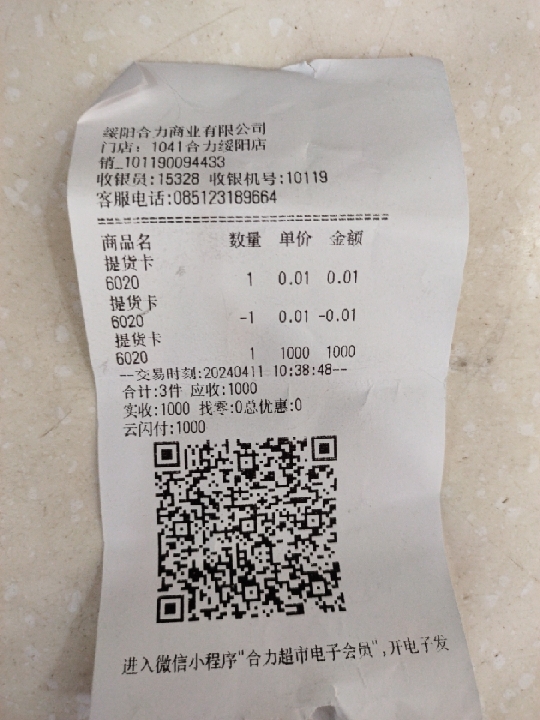 绥阳合力商业有限公司
门店：1041合力绥阳店
销_101190094433
收银员:15328 收银机号:10119
客服电话:085123189664
商品名 数量 单价 金额
提货卡
6020 1 0.01 0.01
提货卡
6020 -1 0.01 -0.01
提货卡
6020 1 1000 1000
--交易时刻:20240411 10:38:48--
合计:3件 应收:1000
实收:1000 找零:0总优惠:0
云闪付:1000
进入微信小程序"合力超市电子会员",开电子发